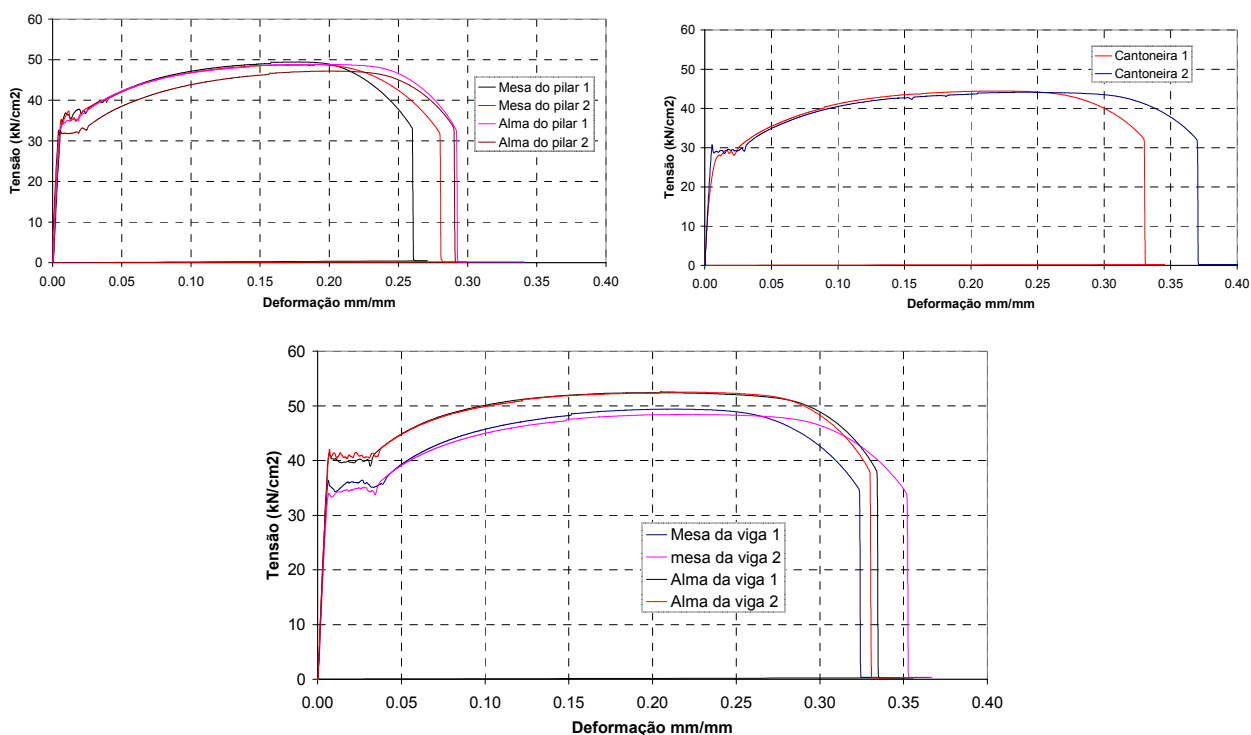 Tensão (kN/cm2)
60
50
40
30
20
10
0
0.00 0.05 0.10 0.15 0.20 0.25 0.30 0.35 0.40
Deformação mm/mm
Mesa do pilar 1
Mesa do pilar 2
Alma do pilar 1
Alma do pilar 2
Tensão (kN/cm2)
60
50
40
30
20
10
0
0.00 0.05 0.10 0.15 0.20 0.25 0.30 0.35 0.40
Deformação mm/mm
Cantoneira 1
Cantoneira 2
Tensão (kN/cm2)
60
50
40
30
20
10
0
0.00 0.05 0.10 0.15 0.20 0.25 0.30 0.35 0.40
Deformação mm/mm
Mesa da viga 1
mesa da viga 2
Alma da viga 1
Alma da viga 2